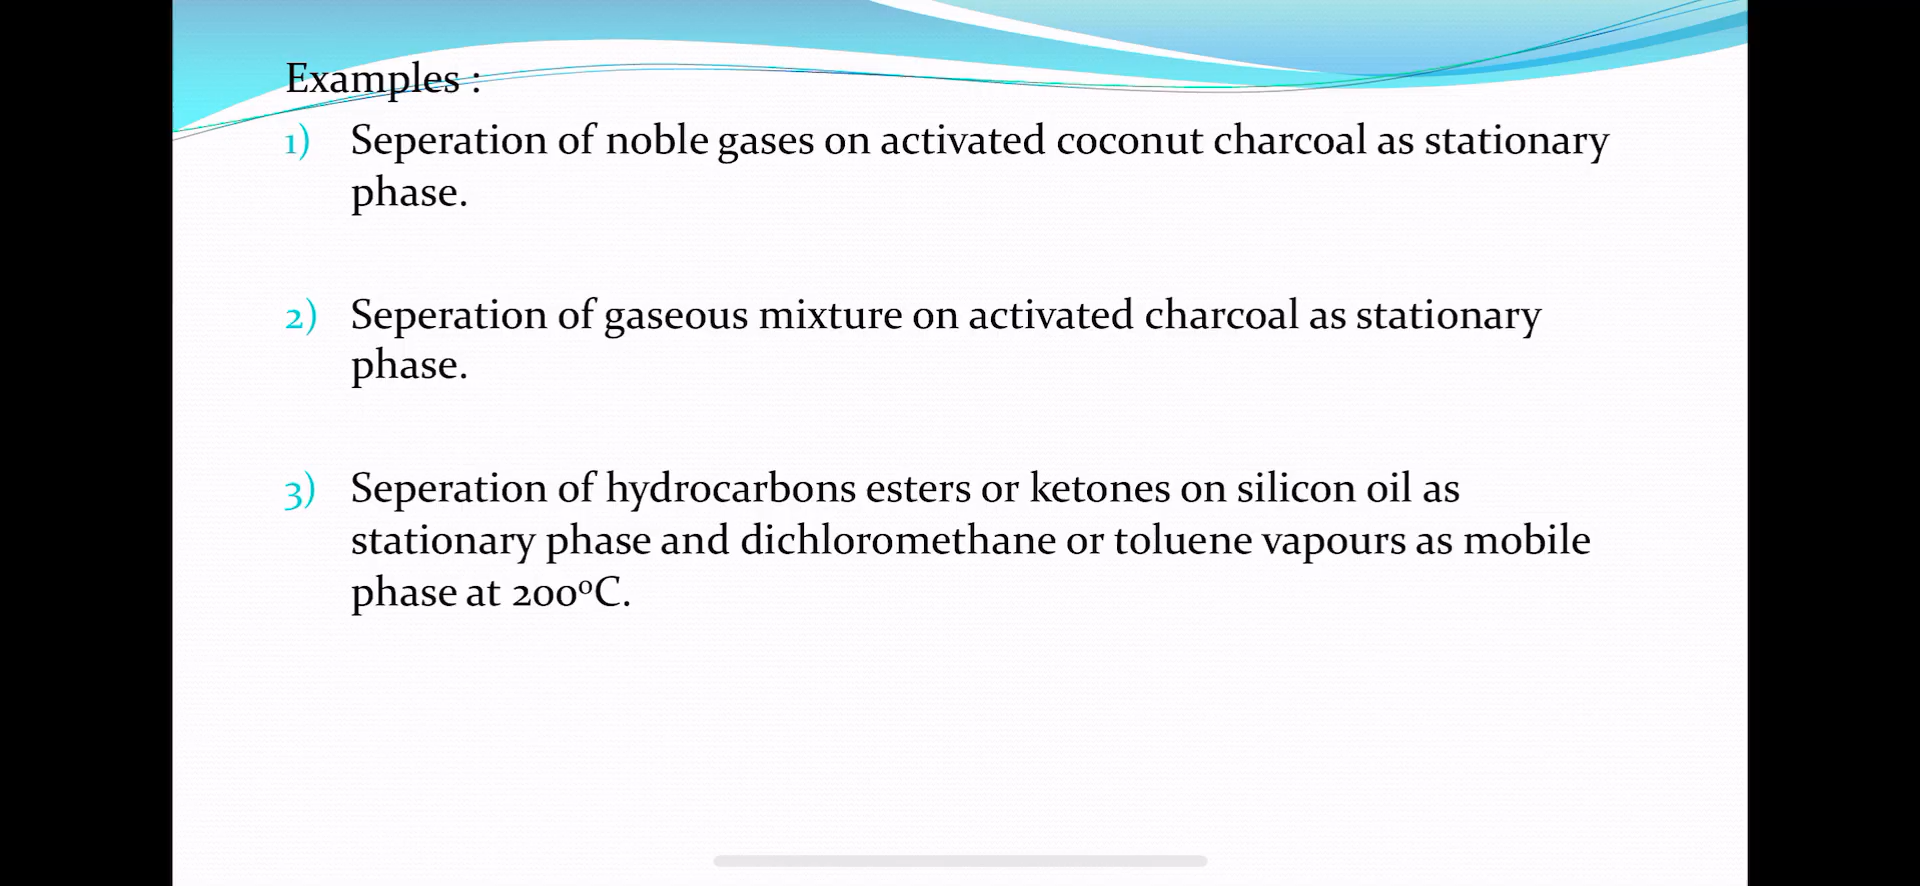 Examples :
1) Seperation of noble gases on activated coconut charcoal as stationary
phase.
2) Seperation of gaseous mixture on activated charcoal as stationary
phase.
3) Seperation of hydrocarbons esters or ketones on silicon oil as
stationary phase and dichloromethane or toluene vapours as mobile
phase at 200⁰C.